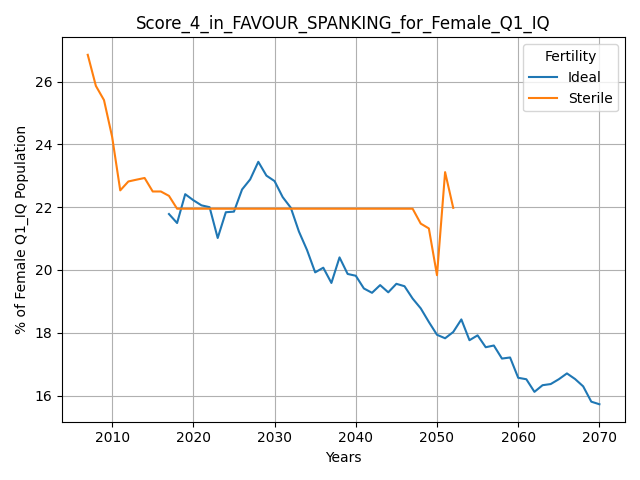 Score_4_in_FAVOUR_SPANKING_for_Female_Q1_IQ
Fertility
Ideal
Sterile
% of Female Q1_IQ Population
26
24
22
20
18
16
2010 2020 2030 2040 2050 2060 2070
Years